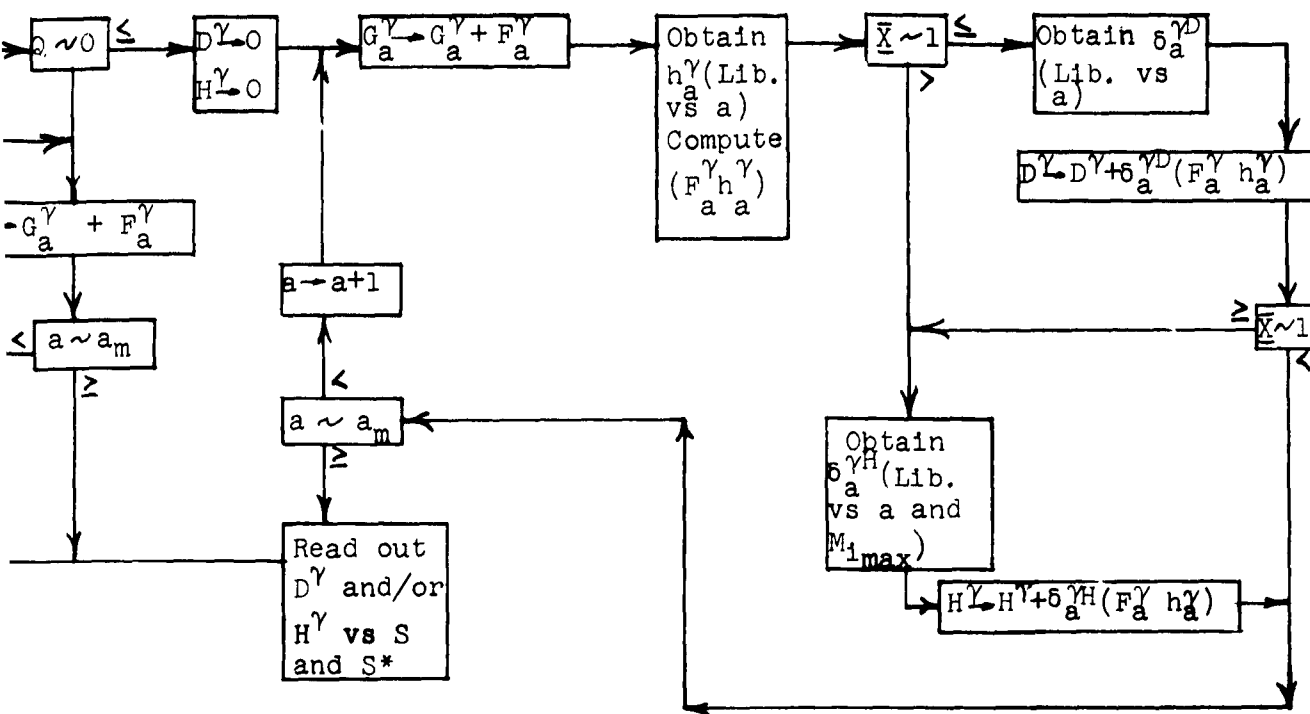 Q ~ 0
≤
D^γ → 0
H^γ → 0
G_a^γ → G_a^γ + F_a^γ
Obtain
h_a^γ (Lib.
vs a)
Compute
(F_a^γ h_a^γ)
X̲̅ ~ 1
≤
>
Obtain δ_a^{γD}
(Lib. vs
a)
D^γ → D^γ + δ_a^{γD} (F_a^γ h_a^γ)
→ G_a^γ + F_a^γ
a → a+1
≥
X̲̅ ~ 1
<
<
a ~ a_m
≥
<
a ~ a_m
≥
Obtain
δ_a^{γH} (Lib.
vs a and
M_{i max})
Read out
D^γ and/or
H^γ vs S
and S*
H^γ → H^γ + δ_a^{γH} (F_a^γ h_a^γ)